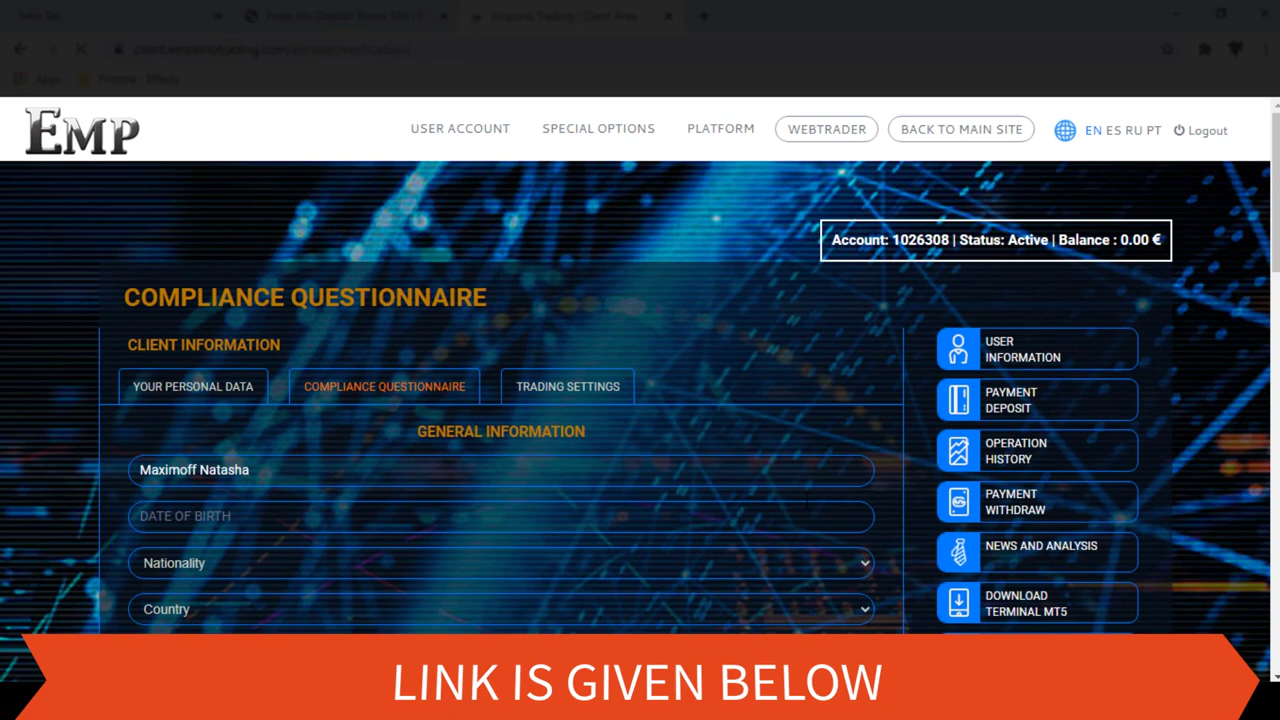 Apps
EMP
USER ACCOUNT SPECIAL OPTIONS PLATFORM WEBTRADER BACK TO MAIN SITE EN ES RU PT Logout
Account: 1026308 | Status: Active | Balance : 0.00 €
COMPLIANCE QUESTIONNAIRE
CLIENT INFORMATION
YOUR PERSONAL DATA COMPLIANCE QUESTIONNAIRE TRADING SETTINGS
GENERAL INFORMATION
Maximoff Natasha
DATE OF BIRTH
Nationality
Country
USER
INFORMATION
PAYMENT
DEPOSIT
OPERATION
HISTORY
PAYMENT
WITHDRAW
NEWS AND ANALYSIS
DOWNLOAD
TERMINAL MT5
LINK IS GIVEN BELOW